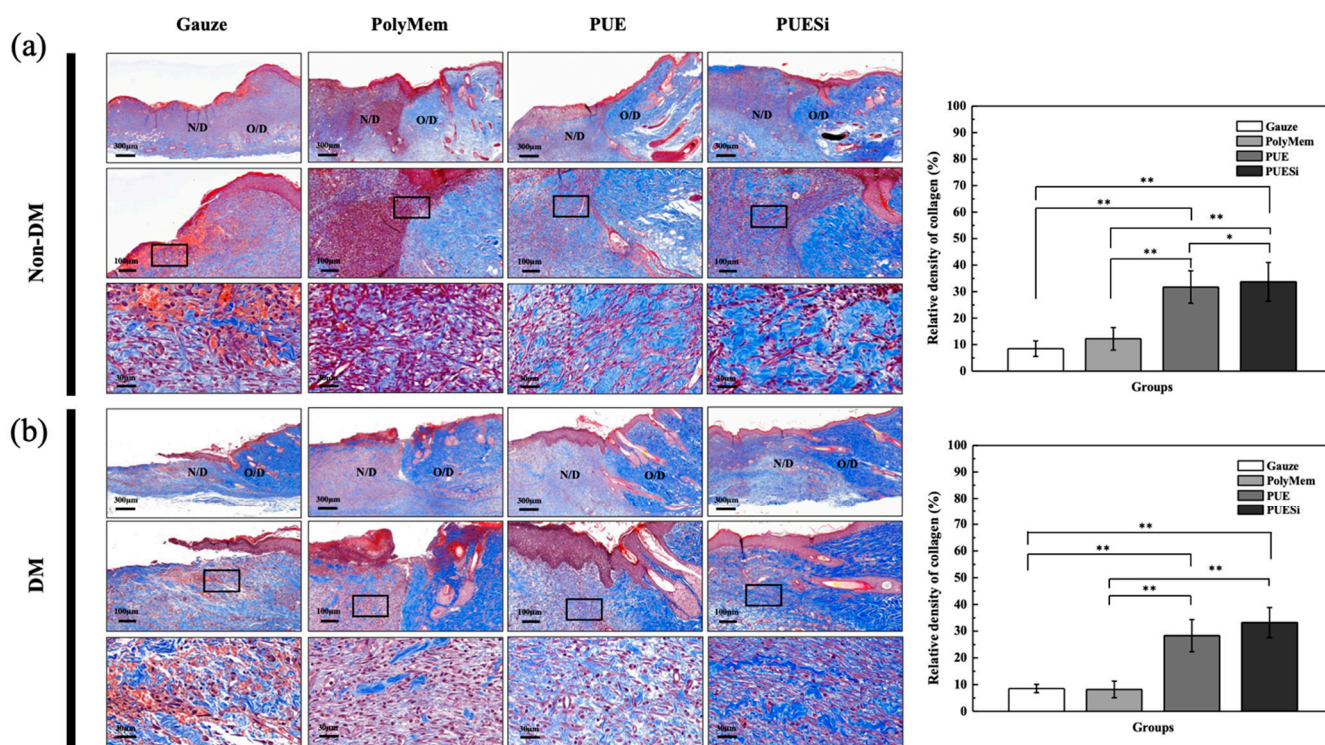 Gauze PolyMem PUE PUESi
(a)
Non-DM
N/D O/D N/D O/D N/D O/D N/D O/D
300μm 300μm 300μm 300μm
100μm 100μm 100μm 100μm
30μm 30μm 30μm 30μm
Relative density of collagen (%)
100
90
80
70
60
50
40
30
20
10
0
Gauze
PolyMem
PUE
PUESi
**
**
**
*
**
Groups
(b)
DM
N/D O/D N/D O/D N/D O/D N/D O/D
300μm 300μm 300μm 300μm
100μm 100μm 100μm 100μm
30μm 30μm 30μm 30μm
Relative density of collagen (%)
100
90
80
70
60
50
40
30
20
10
0
Gauze
PolyMem
PUE
PUESi
**
**
**
**
Groups